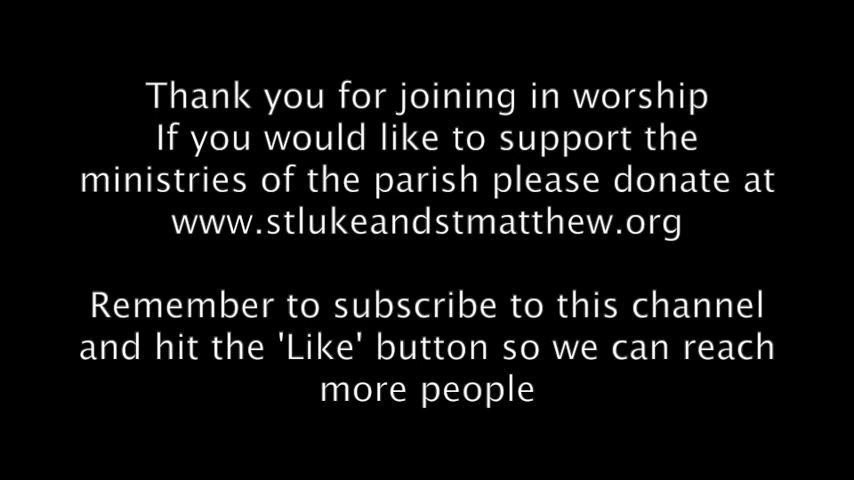 Thank you for joining in worship
If you would like to support the
ministries of the parish please donate at
www.stlukeandstmatthew.org
Remember to subscribe to this channel
and hit the 'Like' button so we can reach
more people